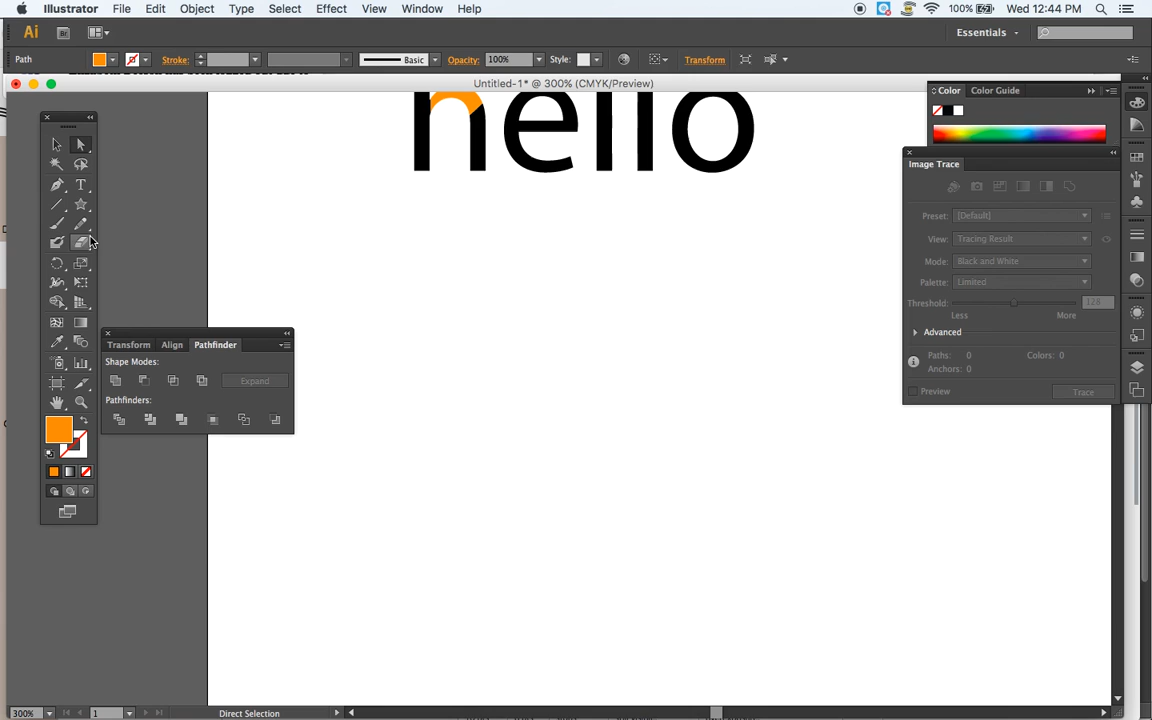 Illustrator File Edit Object Type Select Effect View Window Help 100% Wed 12:44 PM
Ai Br Essentials
Path Stroke: Basic Opacity: 100% Style: Transform
Untitled-1* @ 300% (CMYK/Preview)
hello
Color Color Guide
Image Trace
Preset: [Default]
View: Tracing Result
Mode: Black and White
Palette: Limited
Threshold: 128
Less More
Advanced
Paths: 0 Colors: 0
Anchors: 0
Preview Trace
Transform Align Pathfinder
Shape Modes:
Expand
Pathfinders:
300% 1 Direct Selection